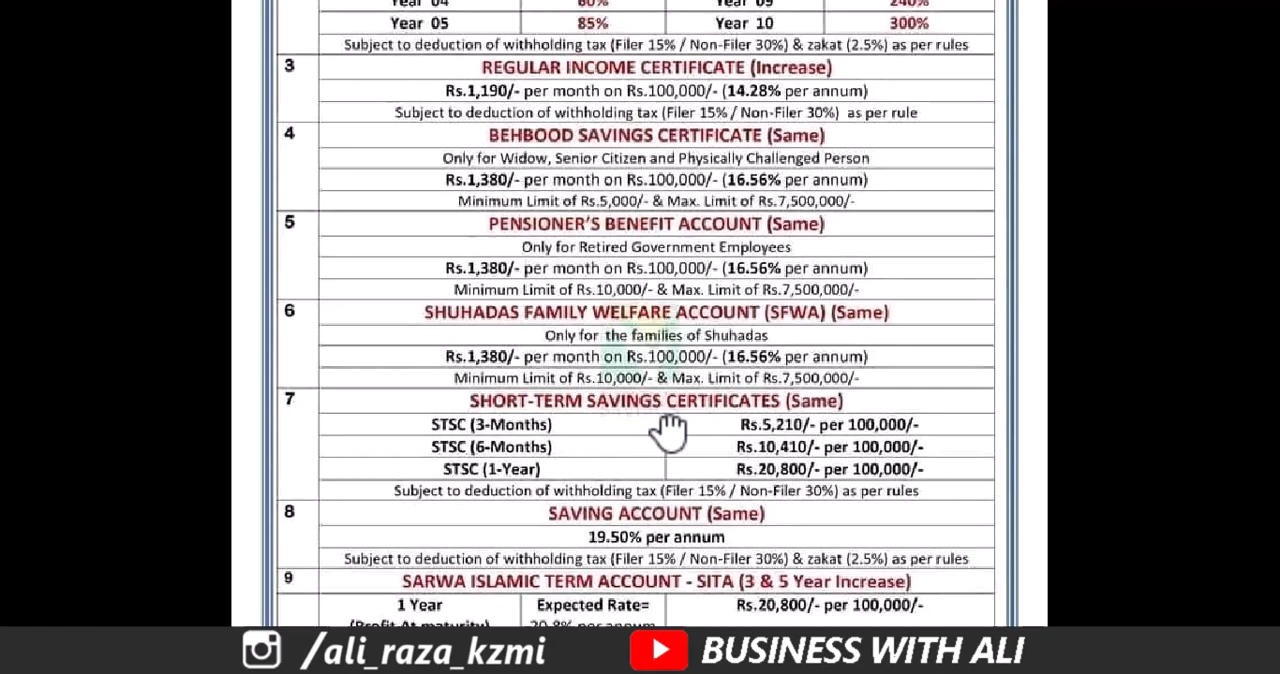 Year 04 60% Year 09 240%
Year 05 85% Year 10 300%
Subject to deduction of withholding tax (Filer 15% / Non-Filer 30%) & zakat (2.5%) as per rules
3 REGULAR INCOME CERTIFICATE (Increase)
Rs.1,190/- per month on Rs.100,000/- (14.28% per annum)
Subject to deduction of withholding tax (Filer 15% / Non-Filer 30%) as per rule
4 BEHBOOD SAVINGS CERTIFICATE (Same)
Only for Widow, Senior Citizen and Physically Challenged Person
Rs.1,380/- per month on Rs.100,000/- (16.56% per annum)
Minimum Limit of Rs.5,000/- & Max. Limit of Rs.7,500,000/-
5 PENSIONER'S BENEFIT ACCOUNT (Same)
Only for Retired Government Employees
Rs.1,380/- per month on Rs.100,000/- (16.56% per annum)
Minimum Limit of Rs.10,000/- & Max. Limit of Rs.7,500,000/-
6 SHUHADAS FAMILY WELFARE ACCOUNT (SFWA) (Same)
Only for the families of Shuhadas
Rs.1,380/- per month on Rs.100,000/- (16.56% per annum)
Minimum Limit of Rs.10,000/- & Max. Limit of Rs.7,500,000/-
7 SHORT-TERM SAVINGS CERTIFICATES (Same)
STSC (3-Months) Rs.5,210/- per 100,000/-
STSC (6-Months) Rs.10,410/- per 100,000/-
STSC (1-Year) Rs.20,800/- per 100,000/-
Subject to deduction of withholding tax (Filer 15% / Non-Filer 30%) as per rules
8 SAVING ACCOUNT (Same)
19.50% per annum
Subject to deduction of withholding tax (Filer 15% / Non-Filer 30%) & zakat (2.5%) as per rules
9 SARWA ISLAMIC TERM ACCOUNT - SITA (3 & 5 Year Increase)
1 Year Expected Rate= Rs.20,800/- per 100,000/-
(Profit At maturity) 20.8% per annum
/ali_raza_kzmi BUSINESS WITH ALI